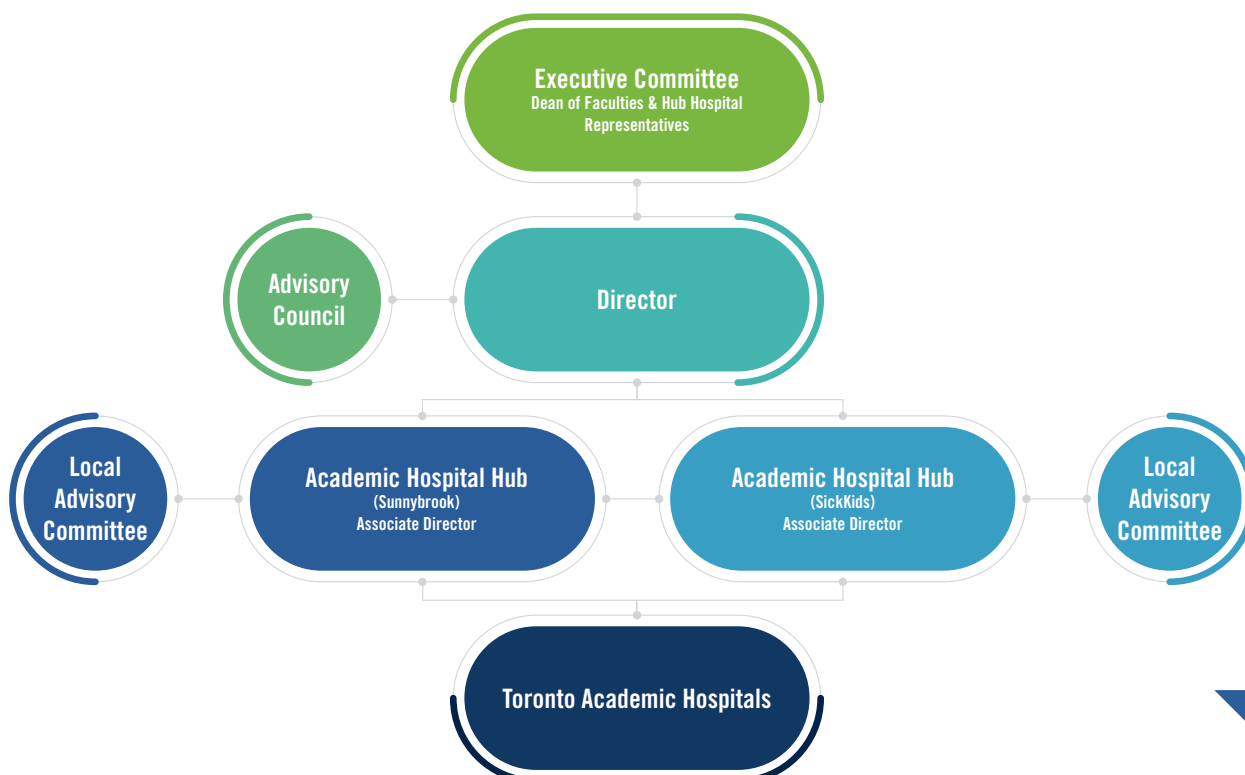 Executive Committee
Dean of Faculties & Hub Hospital
Representatives
Advisory
Council
Director
Local
Advisory
Committee
Academic Hospital Hub
(Sunnybrook)
Associate Director
Academic Hospital Hub
(SickKids)
Associate Director
Local
Advisory
Committee
Toronto Academic Hospitals